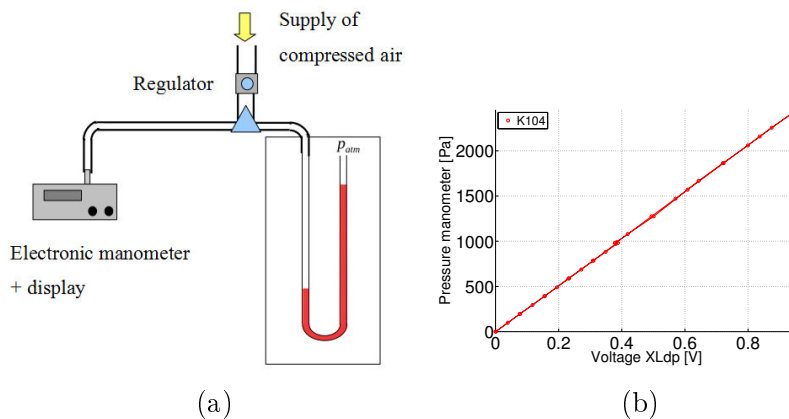 Supply of
compressed air
Regulator
p_atm
Electronic manometer
+ display
(a)
K104
Pressure manometer [Pa]
2000
1500
1000
500
0
0 0.2 0.4 0.6 0.8
Voltage XLdp [V]
(b)